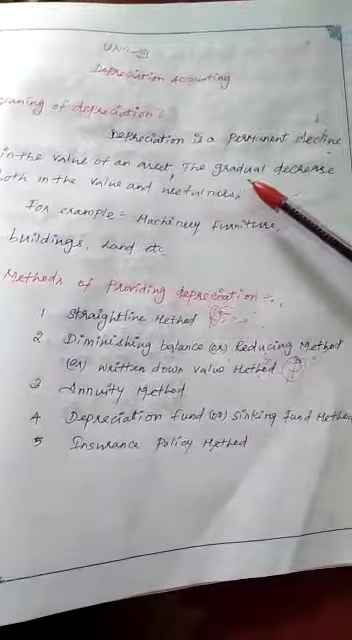 UNIT-3
Depreciation Accounting
eaning of depreciation :
Depreciation is a permanent decline
in the value of an asset, The gradual decrease
both in the value and usefulness.
For example : Machinery Furniture,
buildings, Land etc
Methods of providing depreciation :-
1 Straightline Method
2 Diminishing balance (or) Reducing Method
(or) written down value Method
3 Annuity Method
4 Depreciation fund (or) Sinking Fund Method
5 Insurance policy Method